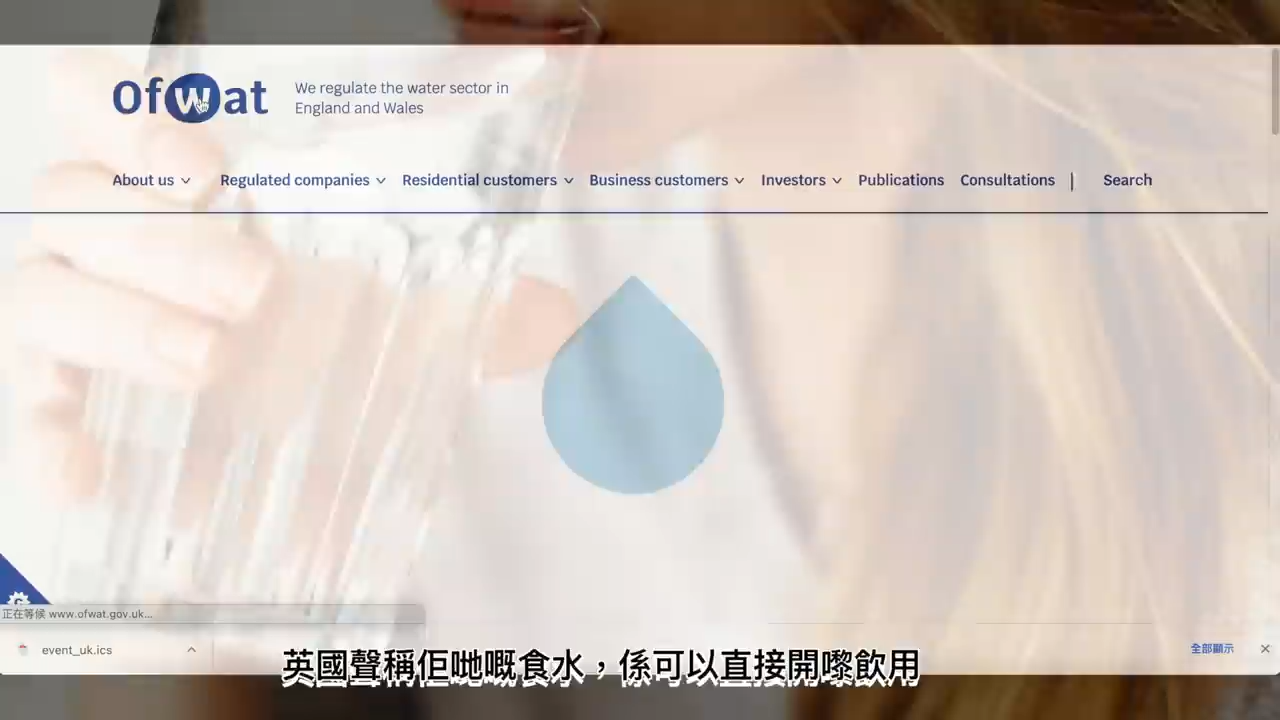 Ofwat
We regulate the water sector in
England and Wales
About us Regulated companies Residential customers Business customers Investors Publications Consultations | Search
正在等候 www.ofwat.gov.uk...
event_uk.ics
全部顯示
英國聲稱佢哋嘅食水，係可以直接開嚟飲用